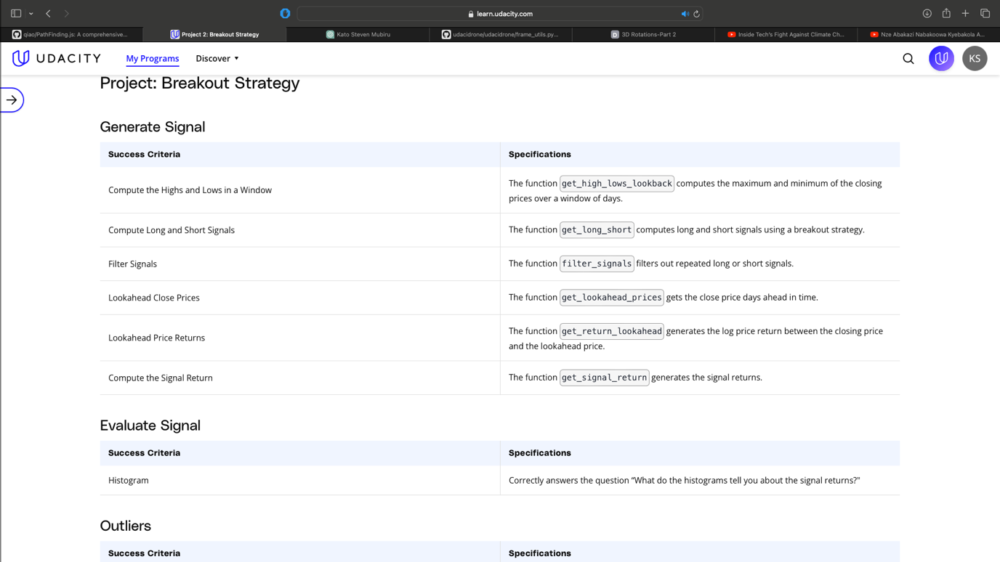 learn.udacity.com
qiao/PathFinding.js: A comprehensive...
Project 2: Breakout Strategy
Kato Steven Mubiru
udacidrone/udacidrone/frame_utils.py...
3D Rotations-Part 2
Inside Tech's Fight Against Climate Ch...
Nze Abakazi Nabakoowa Kyebakola A...
UDACITY
My Programs
Discover
KS
Project: Breakout Strategy
Generate Signal
Success Criteria
Specifications
Compute the Highs and Lows in a Window
The function get_high_lows_lookback computes the maximum and minimum of the closing
prices over a window of days.
Compute Long and Short Signals
The function get_long_short computes long and short signals using a breakout strategy.
Filter Signals
The function filter_signals filters out repeated long or short signals.
Lookahead Close Prices
The function get_lookahead_prices gets the close price days ahead in time.
Lookahead Price Returns
The function get_return_lookahead generates the log price return between the closing price
and the lookahead price.
Compute the Signal Return
The function get_signal_return generates the signal returns.
Evaluate Signal
Success Criteria
Specifications
Histogram
Correctly answers the question “What do the histograms tell you about the signal returns?"
Outliers
Success Criteria
Specifications